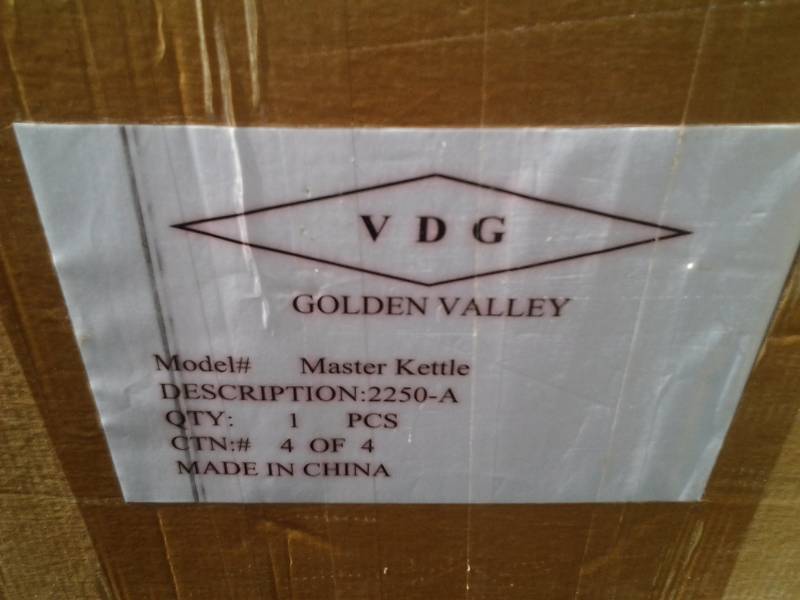 V D G
GOLDEN VALLEY
Model# Master Kettle
DESCRIPTION:2250-A
QTY: 1 PCS
CTN:# 4 OF 4
MADE IN CHINA